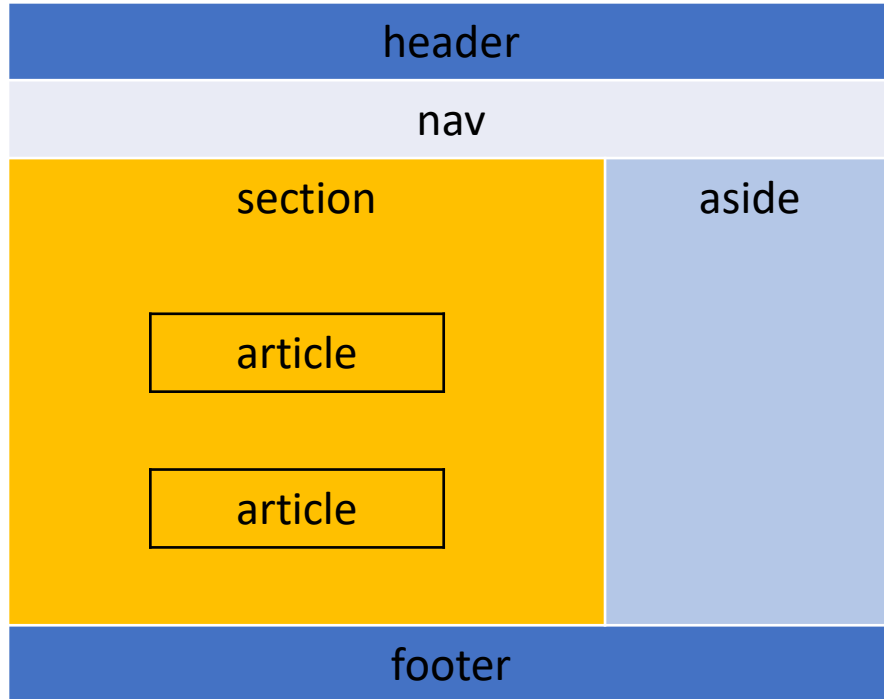 header
nav
section
aside
article
article
footer